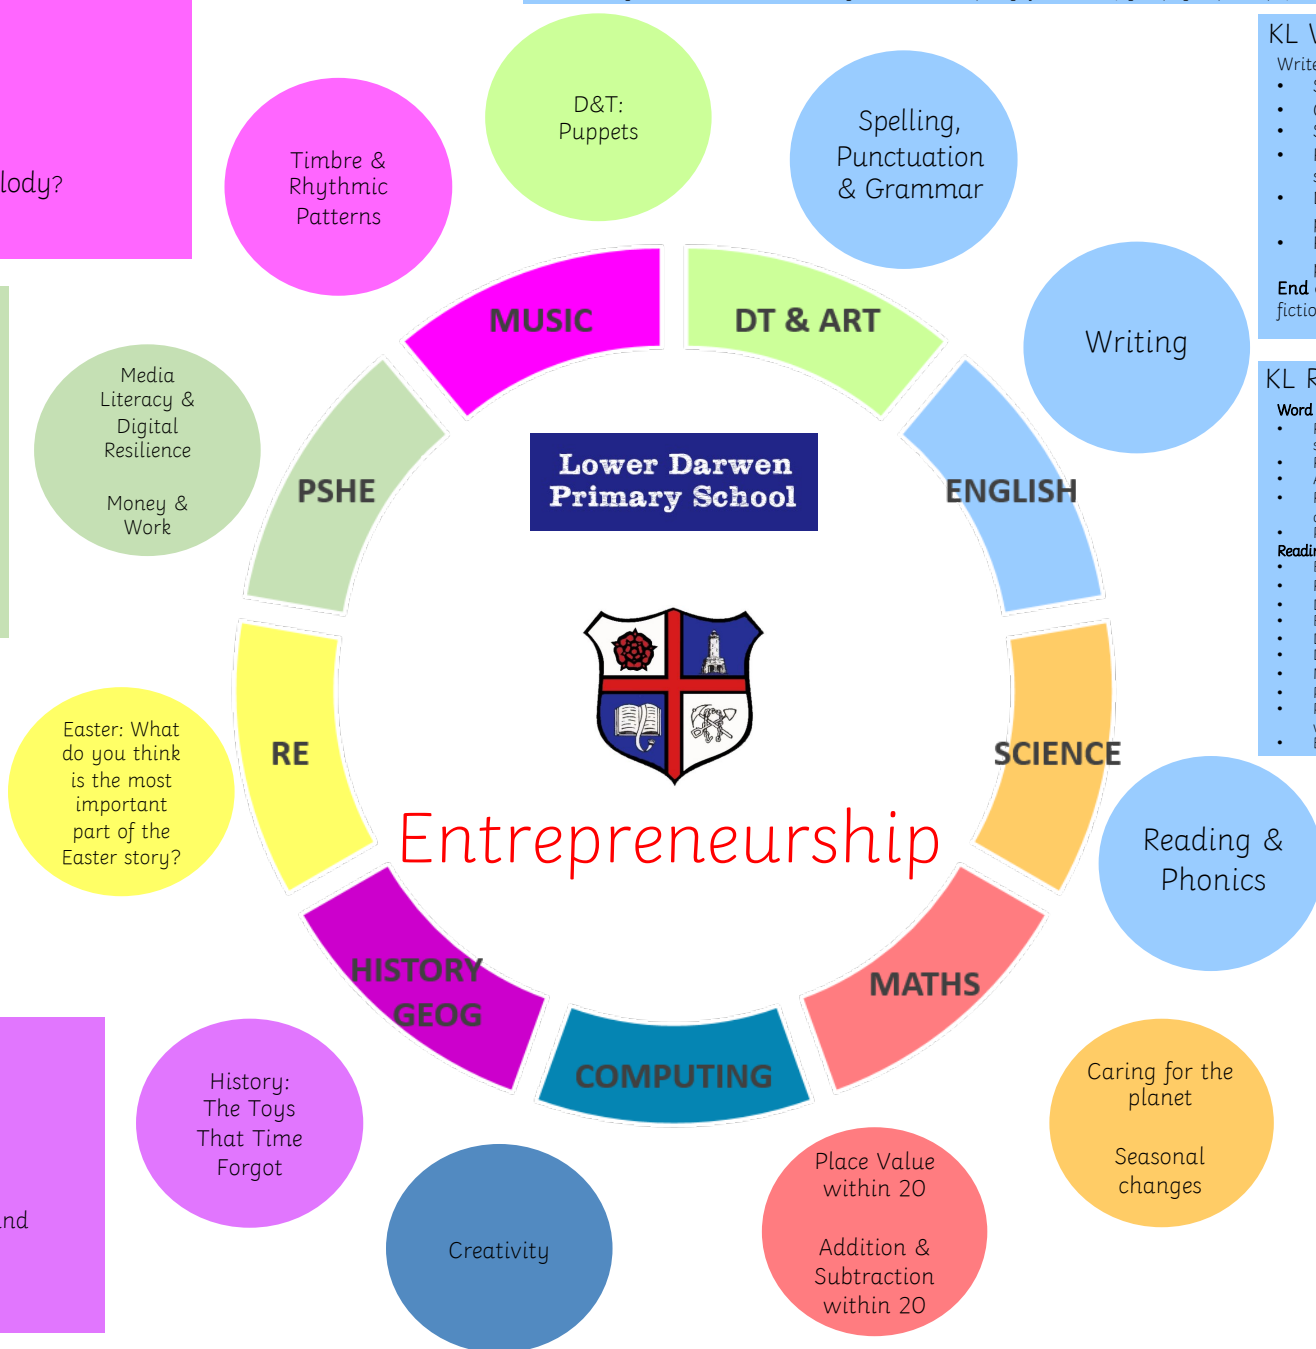 lody?
Timbre &
Rhythmic
Patterns
D&T:
Puppets
Spelling,
Punctuation
& Grammar
Writing
KL
Write
End
fictio
KL
Word
Readin
Media
Literacy &
Digital
Resilience
Money &
Work
MUSIC
DT & ART
PSHE
ENGLISH
Lower Darwen
Primary School
RE
SCIENCE
Entrepreneurship
Easter: What
do you think
is the most
important
part of the
Easter story?
Reading &
Phonics
HISTORY
GEOG
MATHS
COMPUTING
History:
The Toys
That Time
Forgot
Creativity
Place Value
within 20
Addition &
Subtraction
within 20
Caring for the
planet
Seasonal
changes